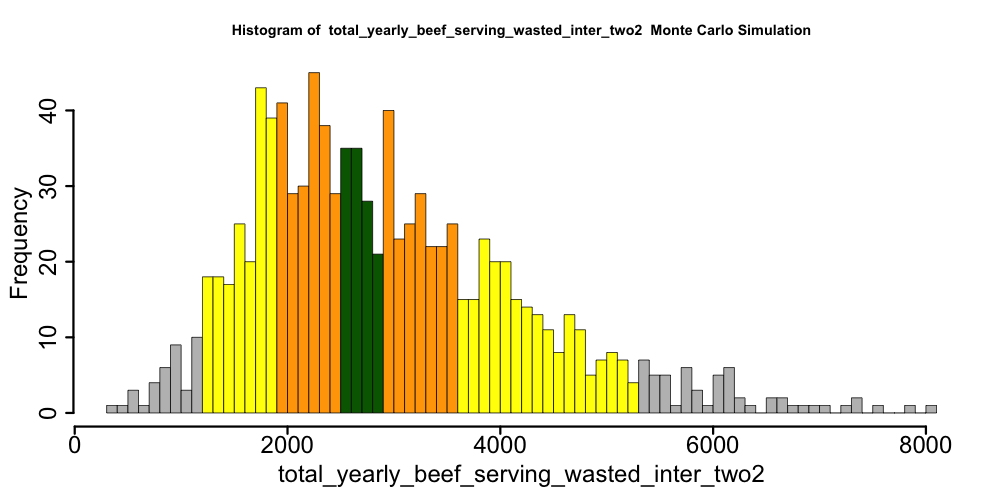 Histogram of  total_yearly_beef_serving_wasted_inter_two2  Monte Carlo Simulation
Frequency
40
30
20
10
0
0 2000 4000 6000 8000
total_yearly_beef_serving_wasted_inter_two2